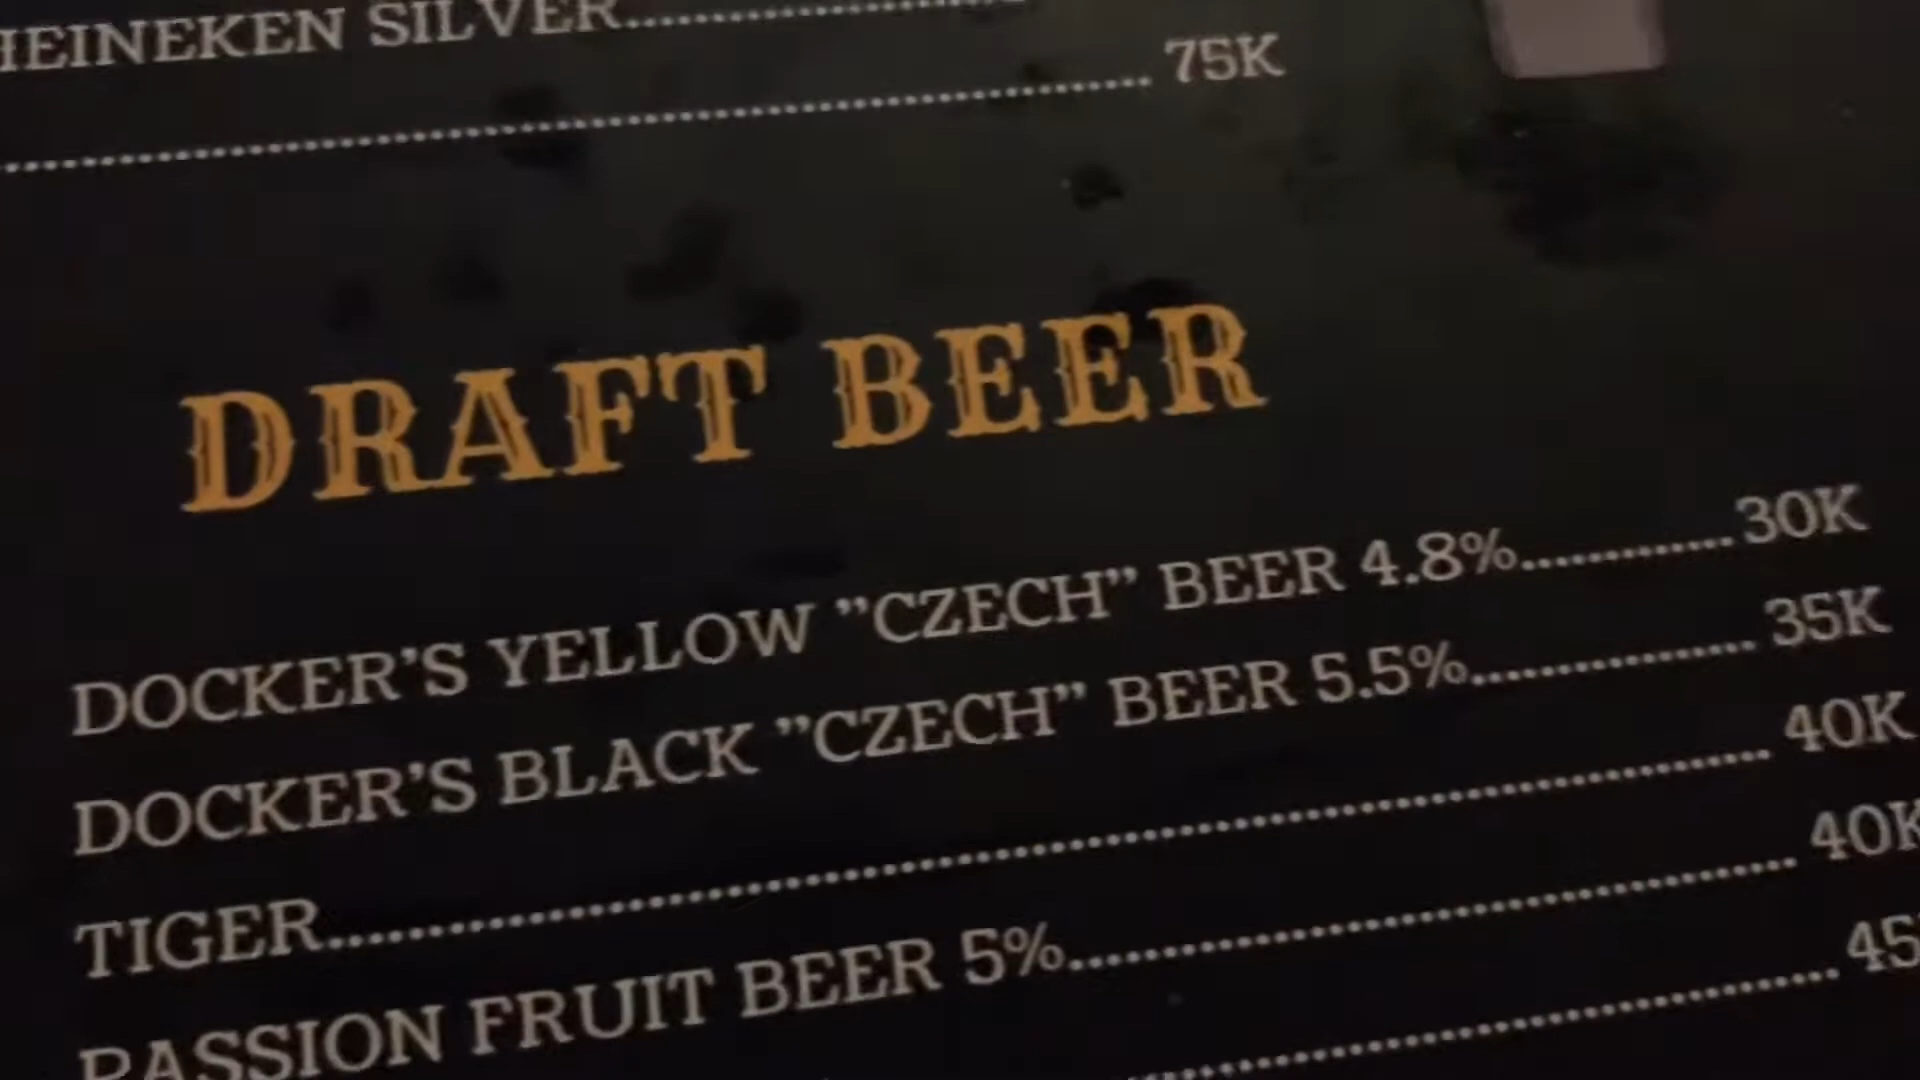 HEINEKEN SILVER..............................
.......................................................................... 75K
DRAFT BEER
DOCKER'S YELLOW "CZECH" BEER 4.8%..............30K
DOCKER'S BLACK "CZECH" BEER 5.5%.................. 35K
TIGER.......................................................................... 40K
PASSION FRUIT BEER 5%.............................................. 40K
............................................. 45